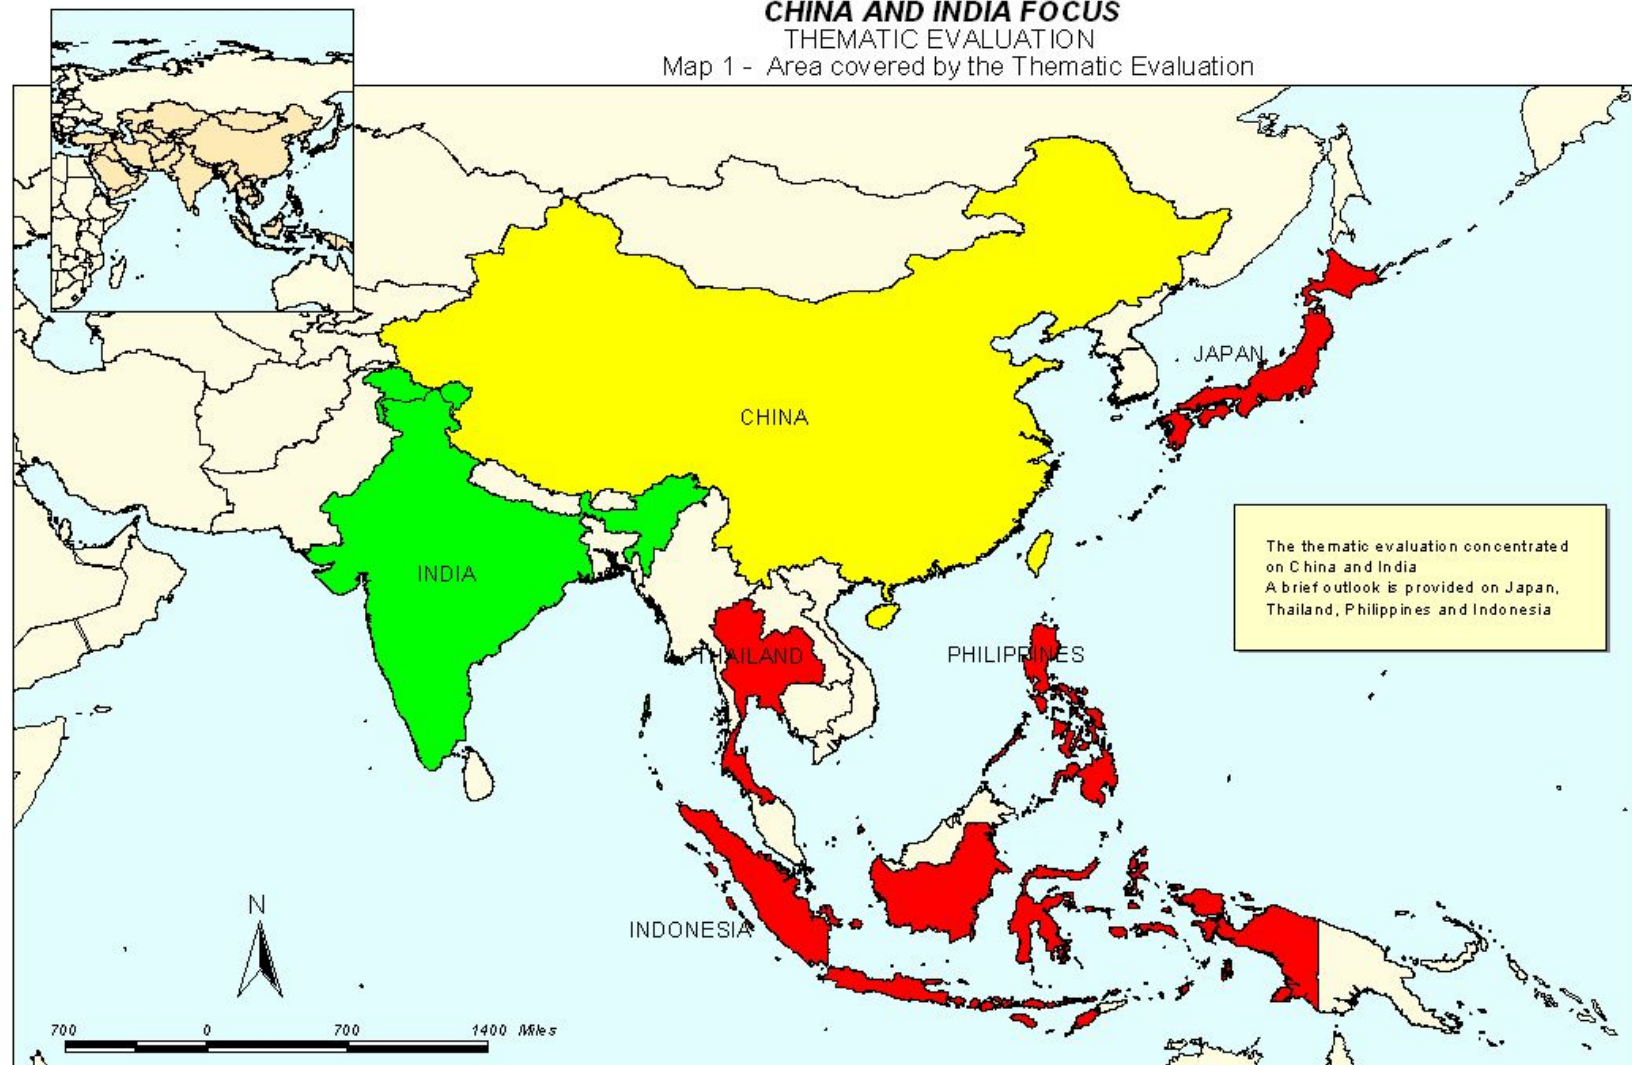 CHINA AND INDIA FOCUS
THEMATIC EVALUATION
Map 1 - Area covered by the Thematic Evaluation
JAPAN
CHINA
The thematic evaluation concentrated
on China and India
A brief outlook is provided on Japan,
Thailand, Philippines and Indonesia
INDIA
THAILAND
PHILIPPINES
N
INDONESIA
700 0 700 1400 Miles